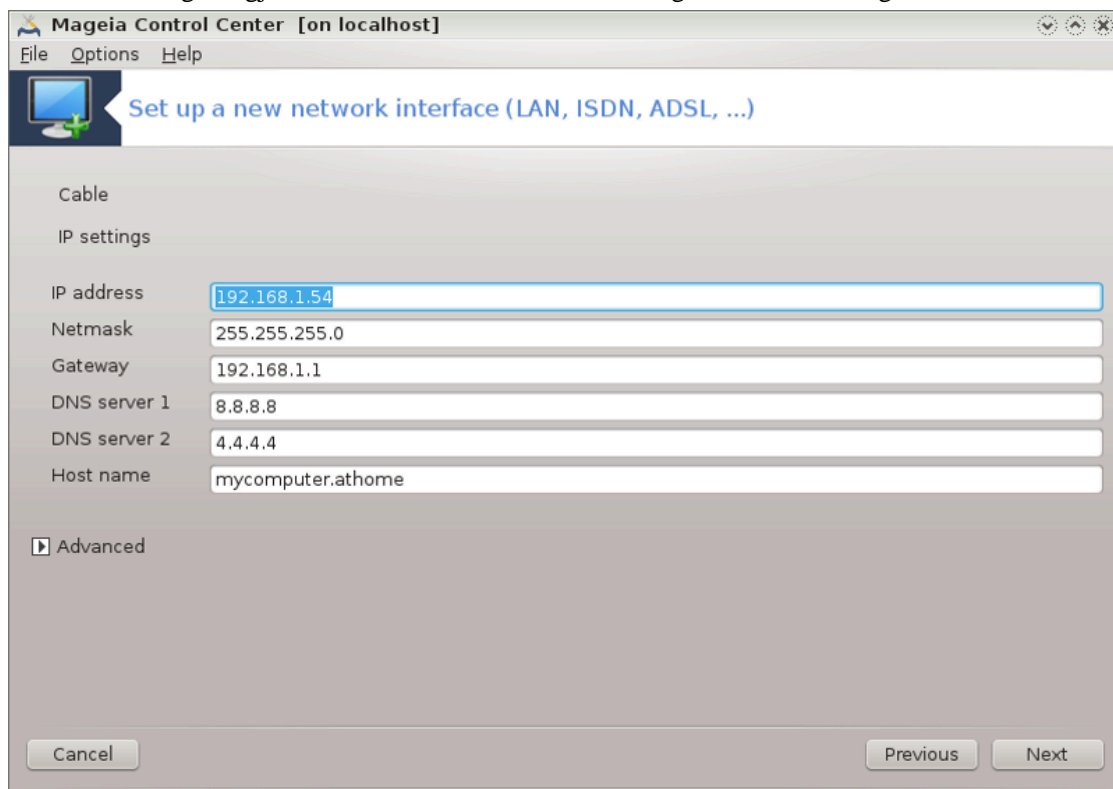 Mageia Control Center [on localhost]
File Options Help
Set up a new network interface (LAN, ISDN, ADSL, ...)
Cable
IP settings
IP address 192.168.1.54
Netmask 255.255.255.0
Gateway 192.168.1.1
DNS server 1 8.8.8.8
DNS server 2 4.4.4.4
Host name mycomputer.athome
Advanced
Cancel Previous Next